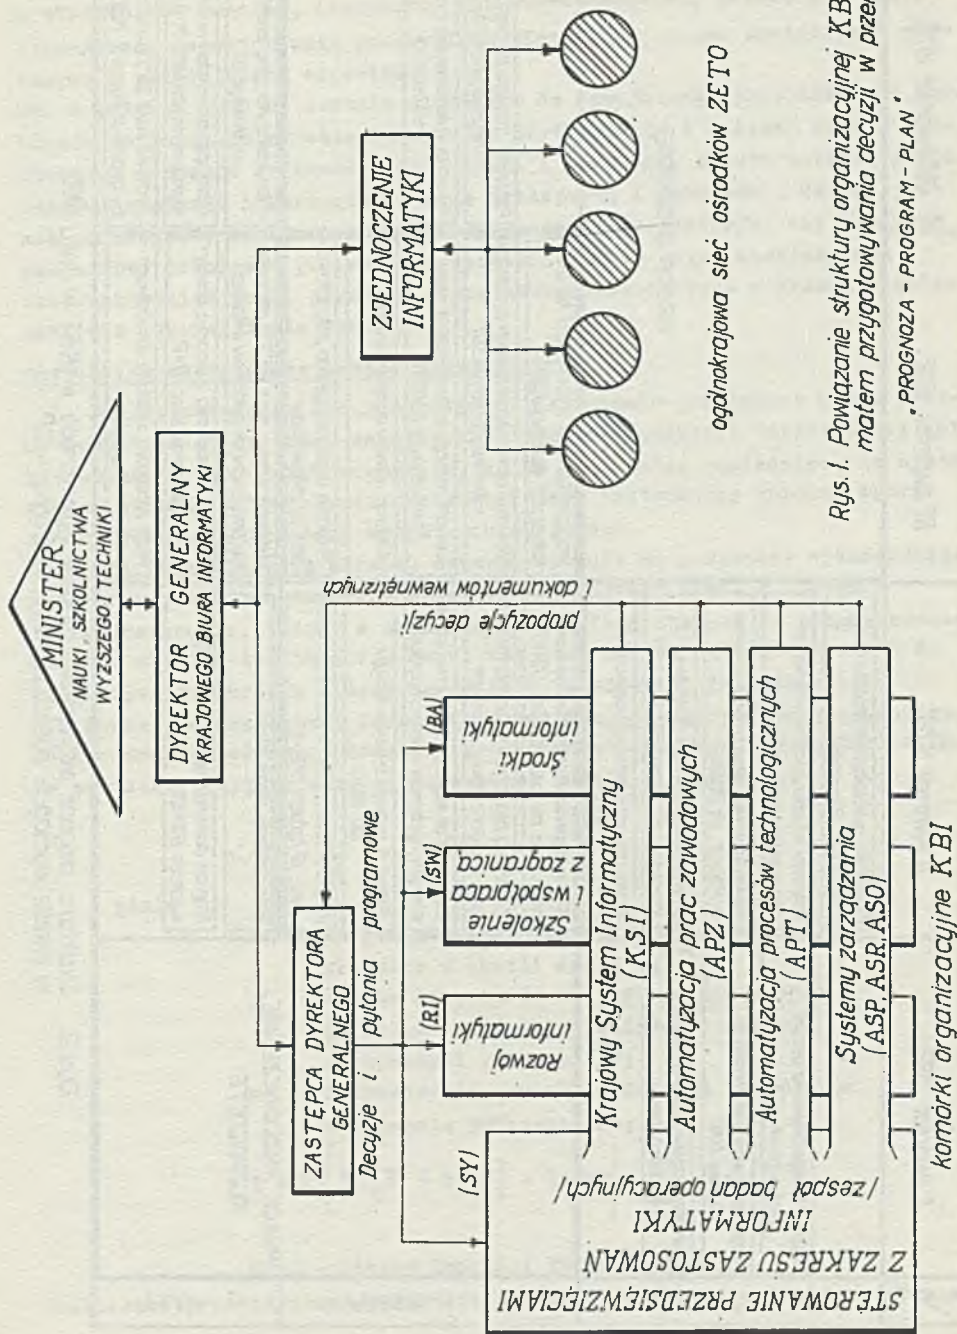 MINISTER
NAUKI, SZKOLNICTWA
WYŻSZEGO I TECHNIKI
DYREKTOR GENERALNY
KRAJOWEGO BIURA INFORMATYKI
ZASTĘPCA DYREKTORA
GENERALNEGO
Decyzje i pytania programowe
propozycje decyzji
i dokumentów wewnętrznych
ZJEDNOCZENIE
INFORMATYKI
ogólnokrajowa sieć ośrodków ZETO
(SY)
STEROWANIE PRZEDSIĘWZIĘCIAMI
Z ZAKRESU ZASTOSOWAŃ
INFORMATYKI
/zespół badań operacyjnych/
(RI)
Rozwój
informatyki
(SW)
Szkolenie
i współpraca
z zagranicą
(BA)
Środki
informatyki
Krajowy System Informatyczny
(KSI)
Automatyzacja prac zawodowych
(APZ)
Automatyzacja procesów technologicznych
(APT)
Systemy zarządzania
(ASP, ASR, ASO)
komórki organizacyjne KBI
Rys. 1. Powiązanie struktury organizacyjnej
matem przygotowywania decyzji w
„PROGNOZA - PROGRAM - PLAN"